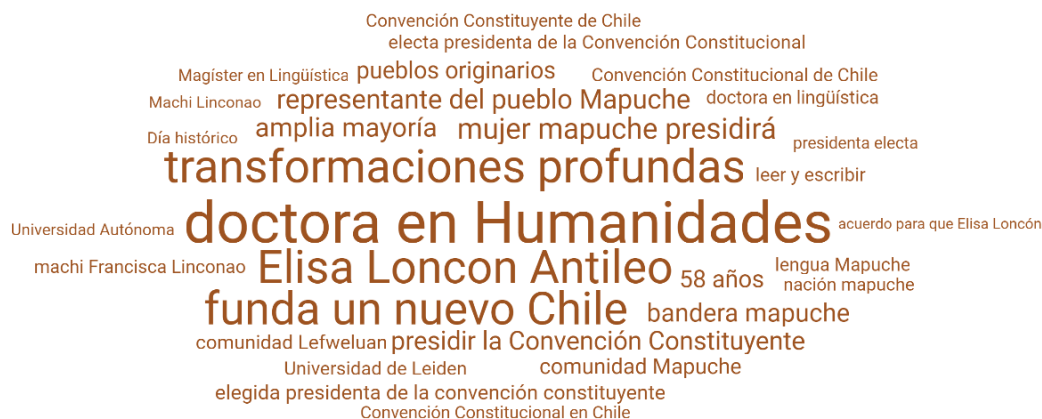 Convención Constituyente de Chile
electa presidenta de la Convención Constitucional
Magíster en Lingüística pueblos originarios Convención Constitucional de Chile
Machi Linconao representante del pueblo Mapuche doctora en lingüística
Día histórico amplia mayoría mujer mapuche presidirá presidenta electa
transformaciones profundas leer y escribir
Universidad Autónoma doctora en Humanidades acuerdo para que Elisa Loncón
machi Francisca Linconao Elisa Loncon Antileo 58 años lengua Mapuche
nación mapuche
funda un nuevo Chile bandera mapuche
comunidad Lefweluan presidir la Convención Constituyente
Universidad de Leiden comunidad Mapuche
elegida presidenta de la convención constituyente
Convención Constitucional en Chile